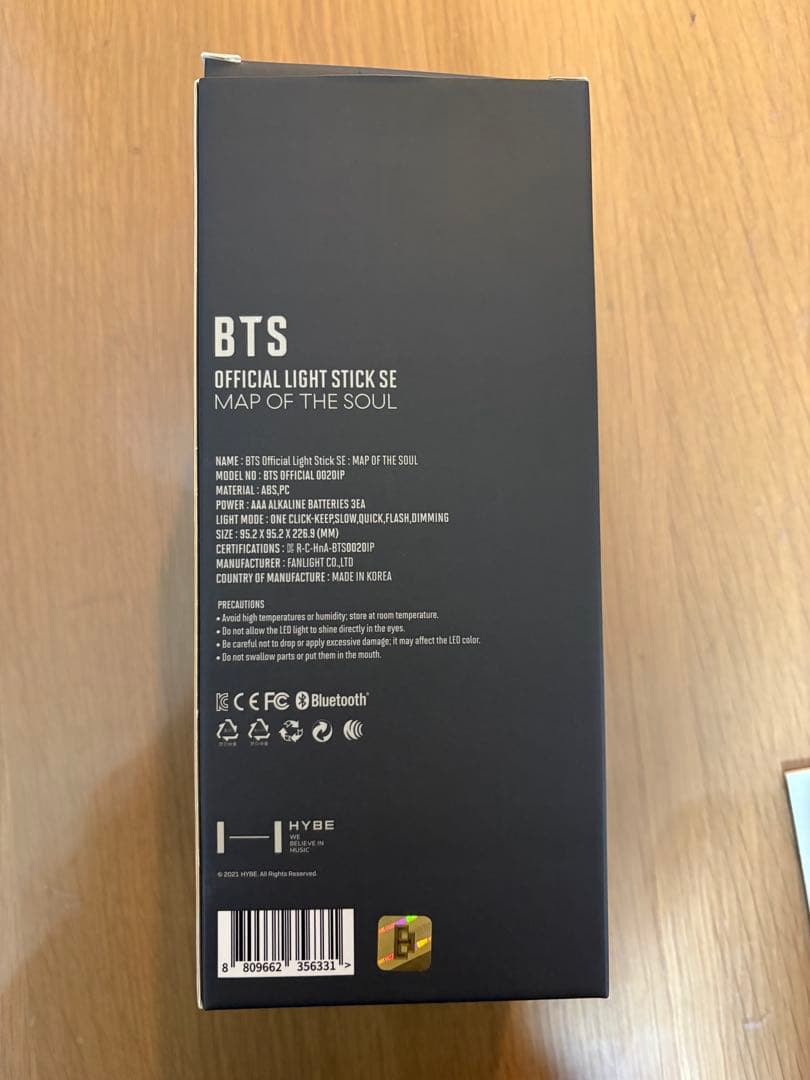 BTS
OFFICIAL LIGHT STICK SE
MAP OF THE SOUL
NAME : BTS Official Light Stick SE : MAP OF THE SOUL
MODEL NO : BTS OFFICIAL 00201P
MATERIAL : ABS,PC
POWER : AAA ALKALINE BATTERIES 3EA
LIGHT MODE : ONE CLICK-KEEP,SLOW,QUICK,FLASH,DIMMING
SIZE : 95.2 X 95.2 X 226.9 (MM)
CERTIFICATIONS : R-C-HnA-BTS00201P
MANUFACTURER : FANLIGHT CO.,LTD
COUNTRY OF MANUFACTURE : MADE IN KOREA
PRECAUTIONS
• Avoid high temperatures or humidity; store at room temperature.
• Do not allow the LED light to shine directly in the eyes.
• Be careful not to drop or apply excessive damage; it may affect the LED color.
• Do not swallow parts or put them in the mouth.
CE FC Bluetooth®
HYBE
WE
BELIEVE IN
MUSIC
© 2021 HYBE. All Rights Reserved.
8 809662 356331 >